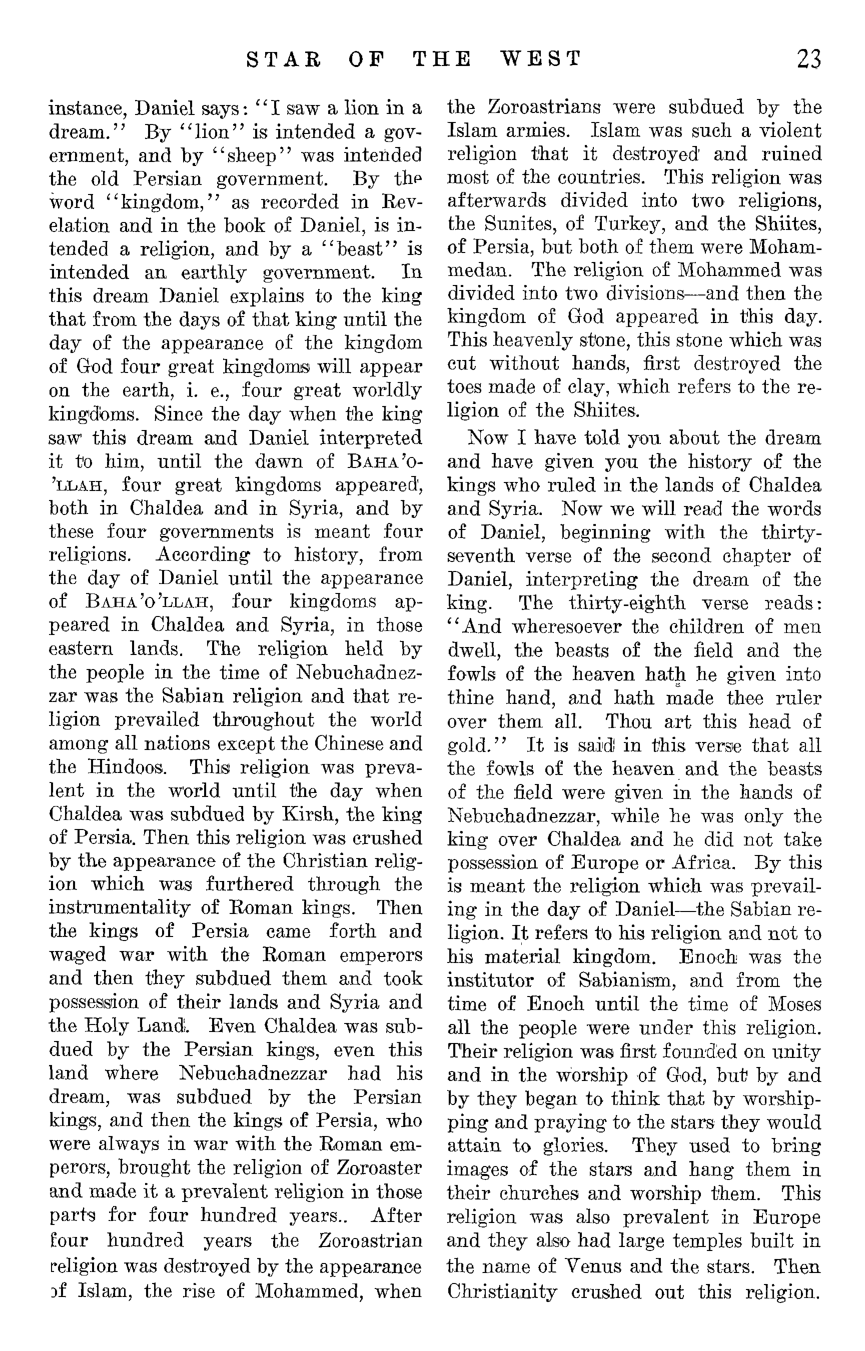 STAR OF THE WEST 23
instance, Daniel says: "I saw a lion in a
dream." By "lion" is intended a gov-
ernment, and by "sheep" was intended
the old Persian government. By the
word "kingdom," as recorded in Rev-
elation and in the book of Daniel, is in-
tended a religion, and by a "beast" is
intended an earthly government. In
this dream Daniel explains to the king
that from the days of that king until the
day of the appearance of the kingdom
of God four great kingdoms will appear
on the earth, i. e., four great worldly
kingdoms. Since the day when the king
saw this dream and Daniel interpreted
it to him, until the dawn of BAHA'O-
'LLAH, four great kingdoms appeared,
both in Chaldea and in Syria, and by
these four governments is meant four
religions. According to history, from
the day of Daniel until the appearance
of BAHA'O'LLAH, four kingdoms ap-
peared in Chaldea and Syria, in those
eastern lands. The religion held by
the people in the time of Nebuchadnez-
zar was the Sabian religion and that re-
ligion prevailed throughout the world
among all nations except the Chinese and
the Hindoos. This religion was preva-
lent in the world until the day when
Chaldea was subdued by Kirsh, the king
of Persia. Then this religion was crushed
by the appearance of the Christian relig-
ion which was furthered through the
instrumentality of Roman kings. Then
the kings of Persia came forth and
waged war with the Roman emperors
and then they subdued them and took
possession of their lands and Syria and
the Holy Land. Even Chaldea was sub-
dued by the Persian kings, even this
land where Nebuchadnezzar had his
dream, was subdued by the Persian
kings, and then the kings of Persia, who
were always in war with the Roman em-
perors, brought the religion of Zoroaster
and made it a prevalent religion in those
parts for four hundred years.. After
four hundred years the Zoroastrian
religion was destroyed by the appearance
of Islam, the rise of Mohammed, when
the Zoroastrians were subdued by the
Islam armies. Islam was such a violent
religion that it destroyed and ruined
most of the countries. This religion was
afterwards divided into two religions,
the Sunites, of Turkey, and the Shiites,
of Persia, but both of them were Moham-
medan. The religion of Mohammed was
divided into two divisions—and then the
kingdom of God appeared in this day.
This heavenly stone, this stone which was
cut without hands, first destroyed the
toes made of clay, which refers to the re-
ligion of the Shiites.
Now I have told you about the dream
and have given you the history of the
kings who ruled in the lands of Chaldea
and Syria. Now we will read the words
of Daniel, beginning with the thirty-
seventh verse of the second chapter of
Daniel, interpreting the dream of the
king. The thirty-eighth verse reads:
"And wheresoever the children of men
dwell, the beasts of the field and the
fowls of the heaven hath he given into
thine hand, and hath made thee ruler
over them all. Thou art this head of
gold." It is said in this verse that all
the fowls of the heaven and the beasts
of the field were given in the hands of
Nebuchadnezzar, while he was only the
king over Chaldea and he did not take
possession of Europe or Africa. By this
is meant the religion which was prevail-
ing in the day of Daniel—the Sabian re-
ligion. It refers to his religion and not to
his material kingdom. Enoch was the
institutor of Sabianism, and from the
time of Enoch until the time of Moses
all the people were under this religion.
Their religion was first founded on unity
and in the worship of God, but by and
by they began to think that by worship-
ping and praying to the stars they would
attain to glories. They used to bring
images of the stars and hang them in
their churches and worship them. This
religion was also prevalent in Europe
and they also had large temples built in
the name of Venus and the stars. Then
Christianity crushed out this religion.